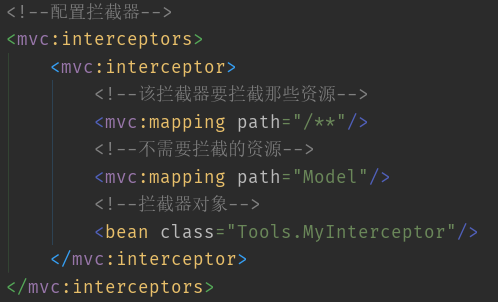 <!--配置拦截器-->
<mvc:interceptors>
<mvc:interceptor>
<!--该拦截器要拦截那些资源-->
<mvc:mapping path="/**"/>
<!--不需要拦截的资源-->
<mvc:mapping path="Model"/>
<!--拦截器对象-->
<bean class="Tools.MyInterceptor"/>
</mvc:interceptor>
</mvc:interceptors>